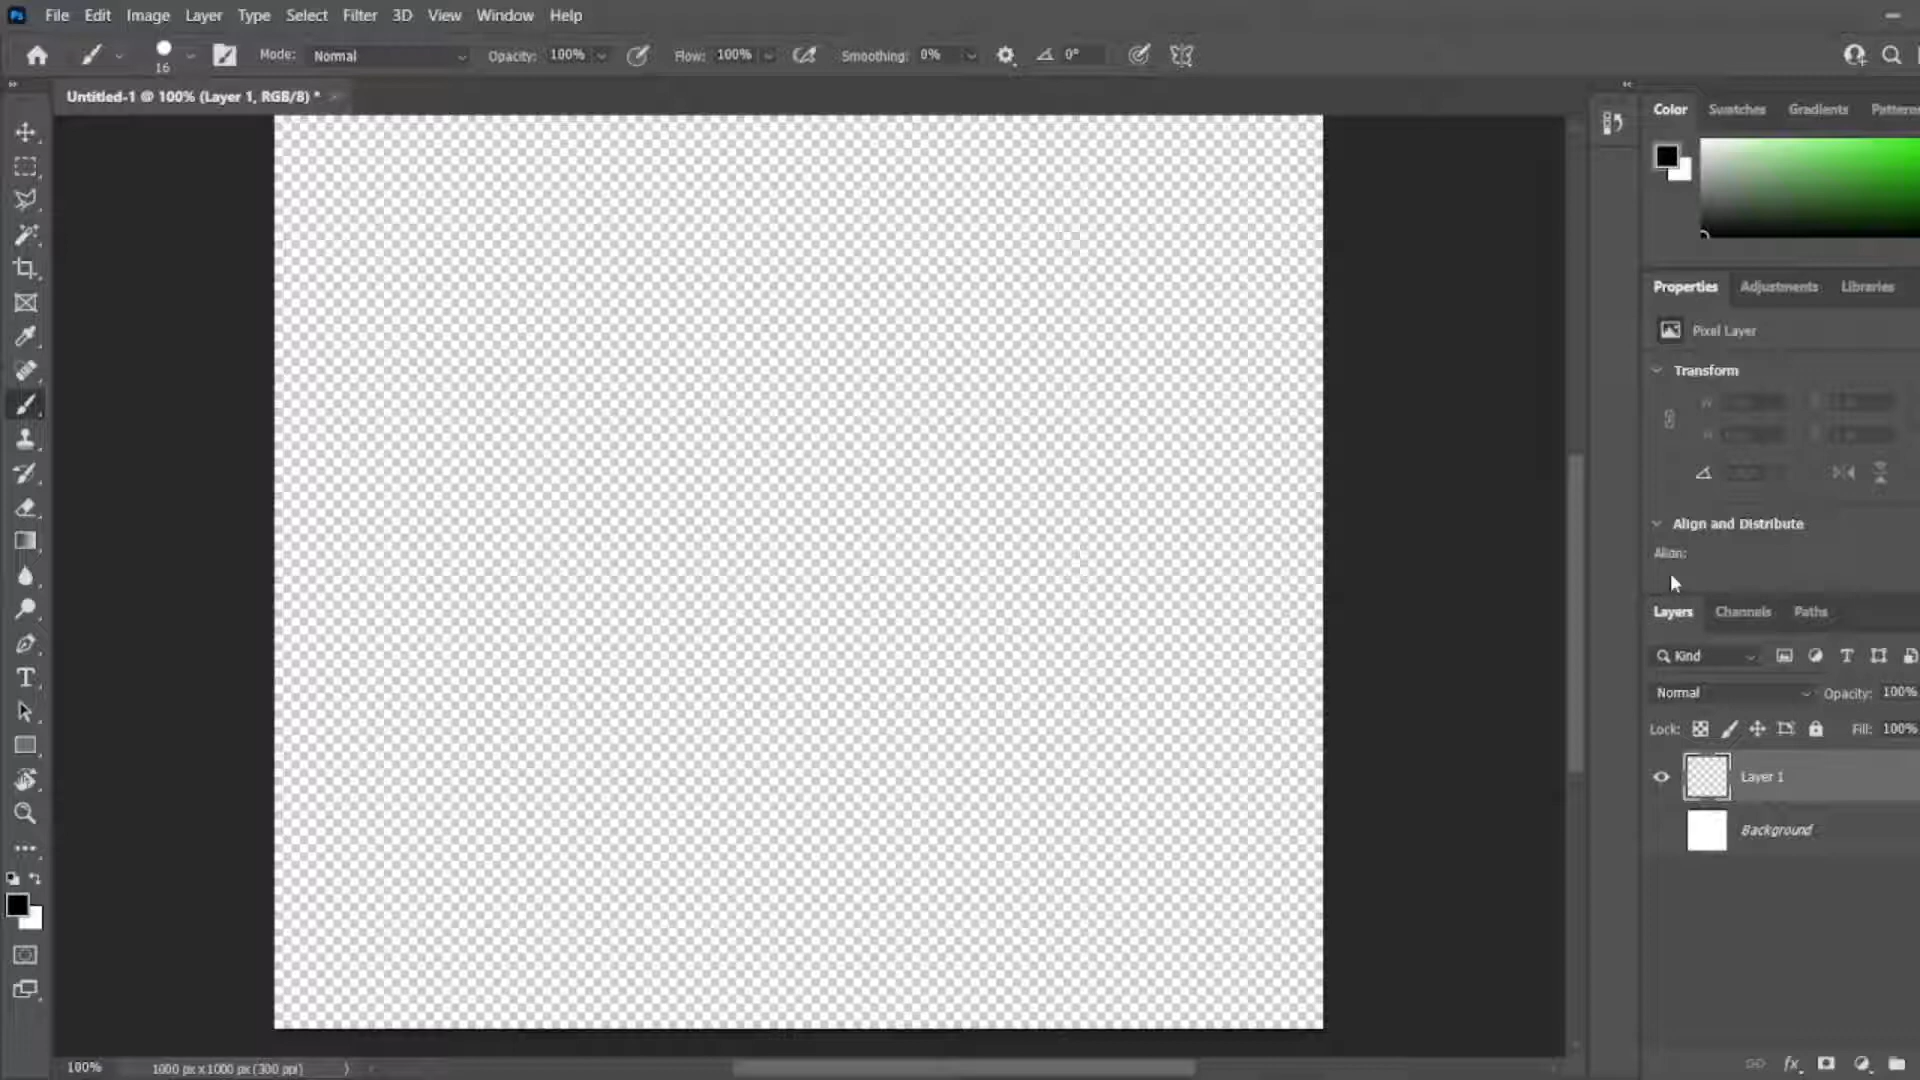 Ps File Edit Image Layer Type Select Filter 3D View Window Help
16 Mode: Normal Opacity: 100% Flow: 100% Smoothing: 0% 0°
Untitled-1 @ 100% (Layer 1, RGB/8) *
Color Swatches Gradients Patterns
Properties Adjustments Libraries
Pixel Layer
Transform
Align and Distribute
Align:
Layers Channels Paths
Kind
Normal Opacity: 100%
Lock: Fill: 100%
Layer 1
Background
100% 1000 px x 1000 px (300 ppi)
fx